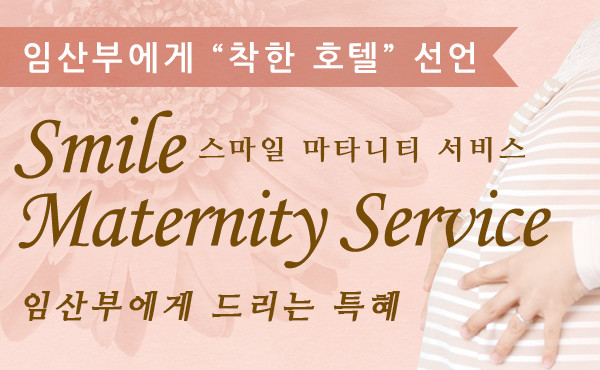 임산부에게 “착한 호텔” 선언
Smile 스마일 마타니티 서비스
Maternity Service
임산부에게 드리는 특혜